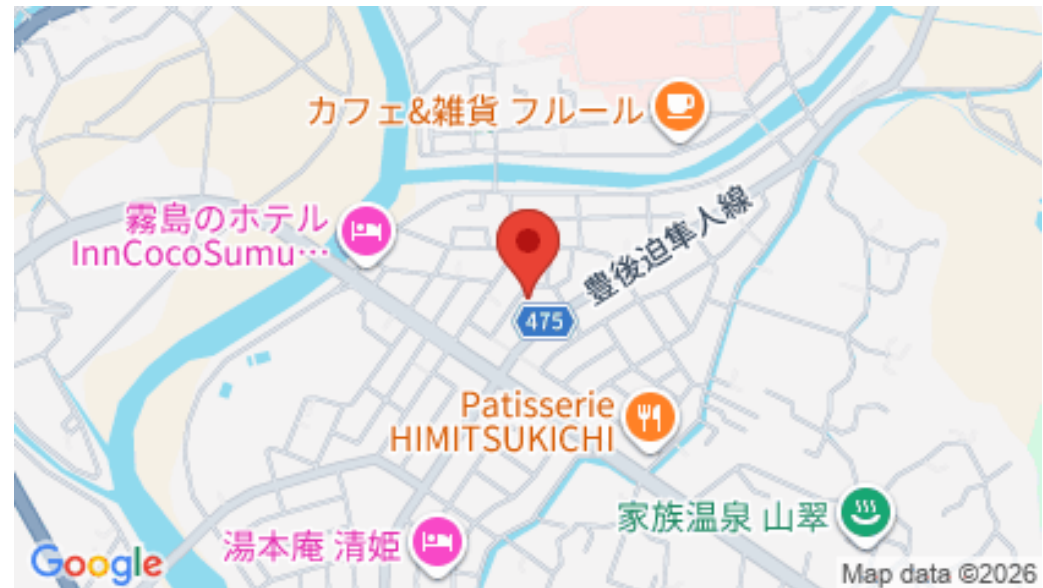 カフェ&雑貨 フルール
霧島のホテル
InnCocoSumu…
豊後迫隼人線
475
Patisserie
HIMITSUKICHI
家族温泉 山翠
湯本庵 清姫
Google
Map data ©2026